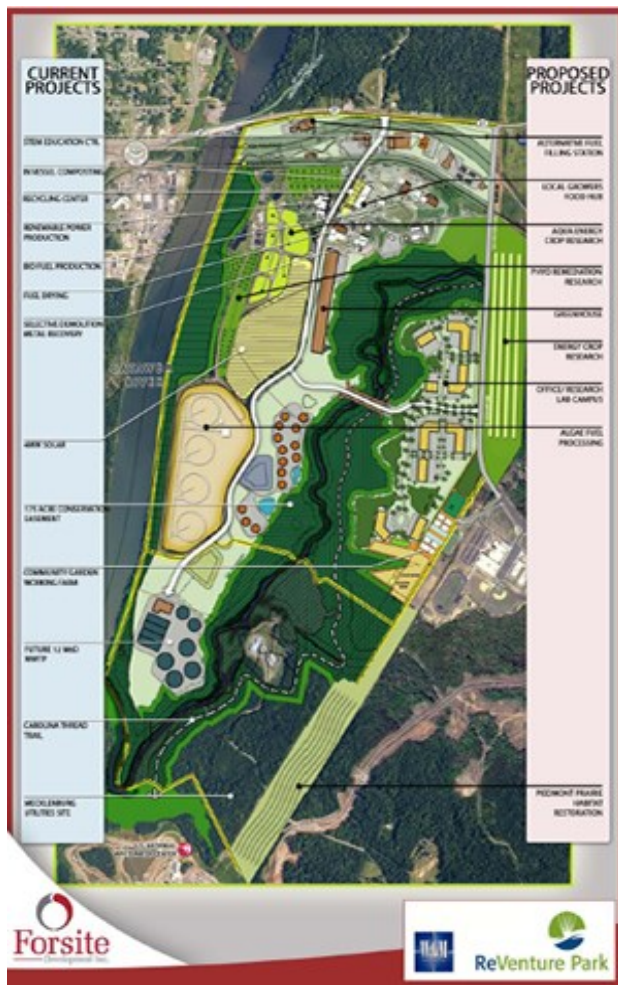 CURRENT
PROJECTS
STEM EDUCATION CTR.
IN VESSEL COMPOSTING
RECYCLING CENTER
RENEWABLE POWER
PRODUCTION
BIO FUEL PRODUCTION
FUEL DRYING
SELECTIVE DEMOLITION
METAL RECOVERY
4MW SOLAR
175 ACRE CONSERVATION
EASEMENT
COMMUNITY GARDEN
WORKING FARM
FUTURE 12 MGD
WWTP
CAROLINA THREAD
TRAIL
MECKLENBURG
UTILITIES SITE
PROPOSED
PROJECTS
ALTERNATIVE FUEL
FILLING STATION
LOCAL GROWERS
FOOD HUB
AQUA ENERGY
CROP RESEARCH
PHYO REMEDIATION
RESEARCH
GREENHOUSE
ENERGY CROP
RESEARCH
OFFICE/ RESEARCH
LAB CAMPUS
ALGAE FUEL
PROCESSING
PIEDMONT PRAIRIE
HABITAT
RESTORATION
RIVER
Forsite
Development Inc.
ReVenture Park